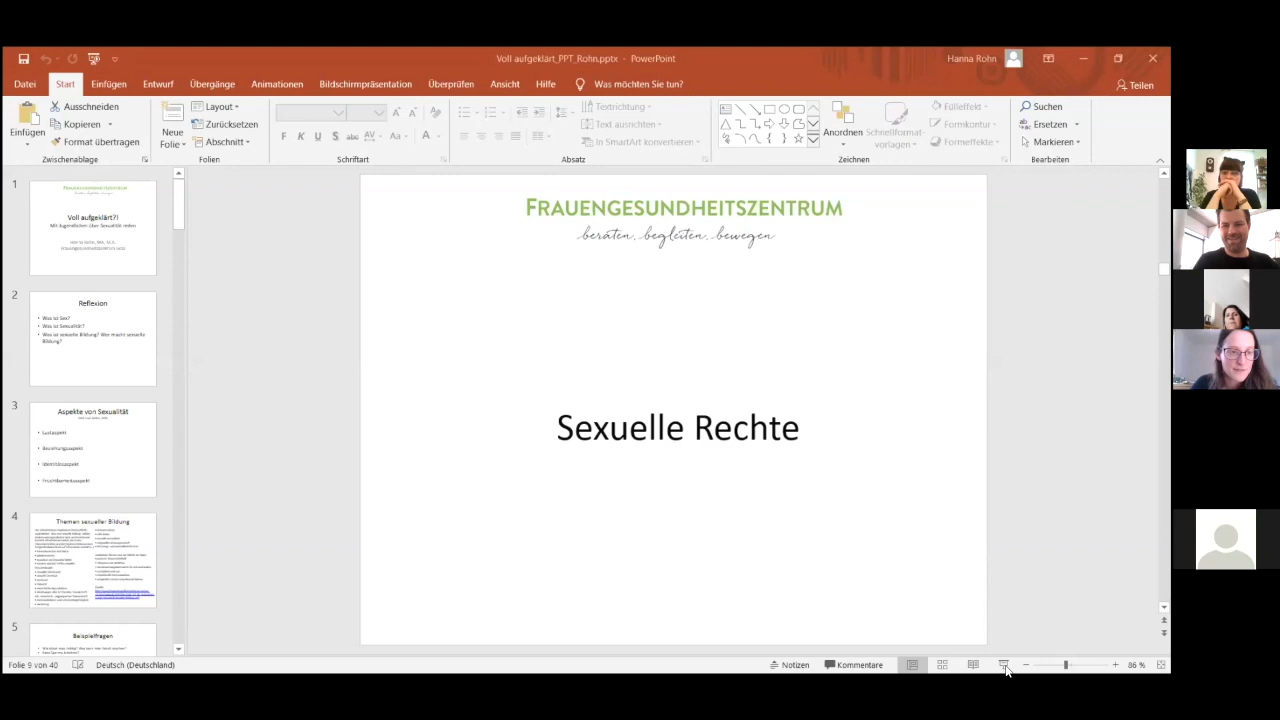 Voll aufgeklärt_PPT_Rohn.pptx - PowerPoint
Hanna Rohn
Datei Start Einfügen Entwurf Übergänge Animationen Bildschirmpräsentation Überprüfen Ansicht Hilfe Was möchten Sie tun? Teilen
Einfügen
Ausschneiden
Kopieren
Format übertragen
Zwischenablage
Neue
Folie
Layout
Zurücksetzen
Abschnitt
Folien
F K U S abc AV Aa A
Schriftart
Textrichtung
Text ausrichten
In SmartArt konvertieren
Absatz
Anordnen
Schnellformat-
vorlagen
Fülleffekt
Formkontur
Formeffekte
Zeichnen
Suchen
Ersetzen
Markieren
Bearbeiten
1
FRAUENGESUNDHEITSZENTRUM
Voll aufgeklärt?!
Mit Jugendlichen über Sexualität reden
2
Reflexion
• Was ist Sex?
• Was ist Sexualität?
• Was ist sexuelle Bildung? Wer macht sexuelle
Bildung?
3
Aspekte von Sexualität
• Lustaspekt
• Beziehungsaspekt
• Identitätsaspekt
• Fruchtbarkeitsaspekt
4
Themen sexueller Bildung
5
Beispielfragen
FRAUENGESUNDHEITSZENTRUM
beraten. begleiten. bewegen
Sexuelle Rechte
Folie 9 von 40 Deutsch (Deutschland) Notizen Kommentare 86 %